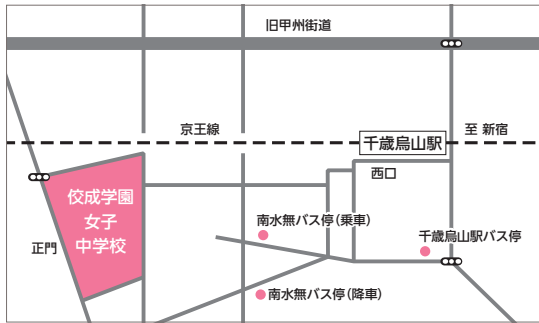 旧甲州街道
京王線
千歳烏山駅
至 新宿
西口
佼成学園
女子
中学校
正門
南水無バス停(乗車)
千歳烏山駅バス停
南水無バス停(降車)